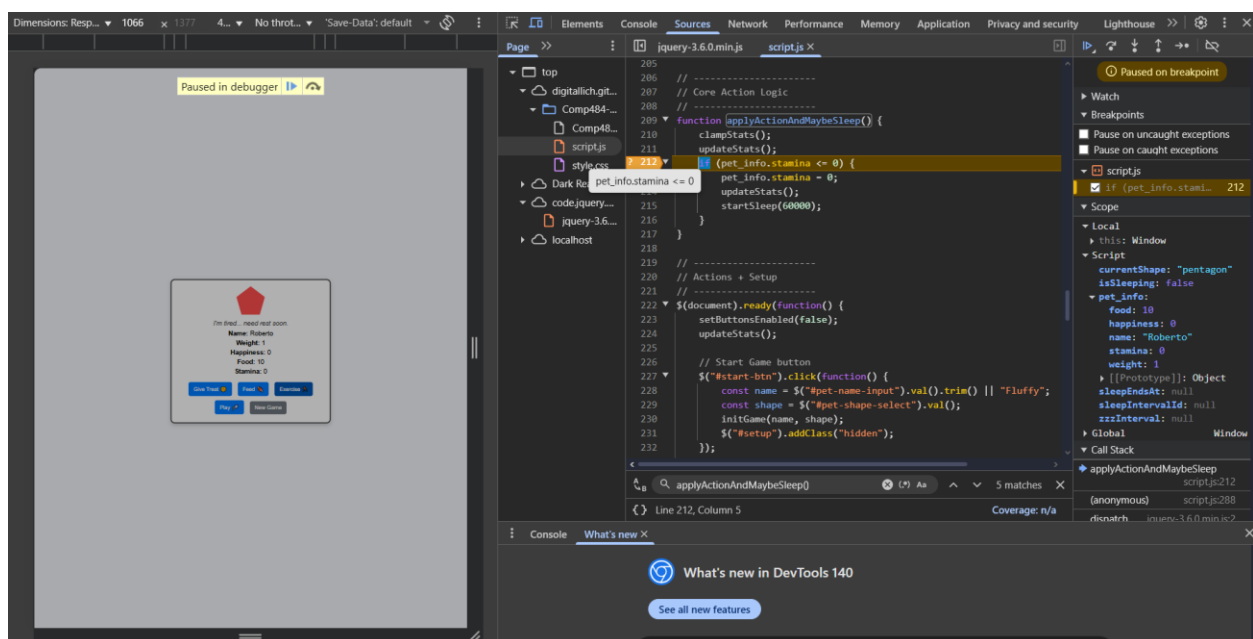 Dimensions: Resp... ▼ 1066 x 1377 4... ▼ No throt... ▼ 'Save-Data': default
Elements Console Sources Network Performance Memory Application Privacy and security Lighthouse
Page
jquery-3.6.0.min.js script.js ×
Paused in debugger
top
digitallich.git...
Comp484-...
Comp48...
script.js
style.css
Dark Re
code.jquery....
jquery-3.6....
localhost
pet_info.stamina <= 0
I'm tired... need rest soon.
Name: Roberto
Weight: 1
Happiness: 0
Food: 10
Stamina: 0
Give Treat Feed Exercise
Play New Game
205
206 // ----------------------
207 // Core Action Logic
208 // ----------------------
209 function applyActionAndMaybeSleep() {
210 clampStats();
211 updateStats();
? 212 if (pet_info.stamina <= 0) {
pet_info.stamina = 0;
updateStats();
215 startSleep(60000);
216 }
217 }
218
219 // ----------------------
220 // Actions + Setup
221 // ----------------------
222 $(document).ready(function() {
223 setButtonsEnabled(false);
224 updateStats();
225
226 // Start Game button
227 $("#start-btn").click(function() {
228 const name = $("#pet-name-input").val().trim() || "Fluffy";
229 const shape = $("#pet-shape-select").val();
230 initGame(name, shape);
231 $("#setup").addClass("hidden");
232 });
applyActionAndMaybeSleep() (.*) Aa 5 matches
{} Line 212, Column 5 Coverage: n/a
Paused on breakpoint
Watch
Breakpoints
Pause on uncaught exceptions
Pause on caught exceptions
script.js
if (pet_info.stami... 212
Scope
Local
this: Window
Script
currentShape: "pentagon"
isSleeping: false
pet_info:
food: 10
happiness: 0
name: "Roberto"
stamina: 0
weight: 1
[[Prototype]]: Object
sleepEndsAt: null
sleepIntervalId: null
zzzInterval: null
Global Window
Call Stack
applyActionAndMaybeSleep
script.js:212
(anonymous) script.js:288
dispatch jquery-3.6.0.min.js:2
Console What's new ×
What's new in DevTools 140
See all new features